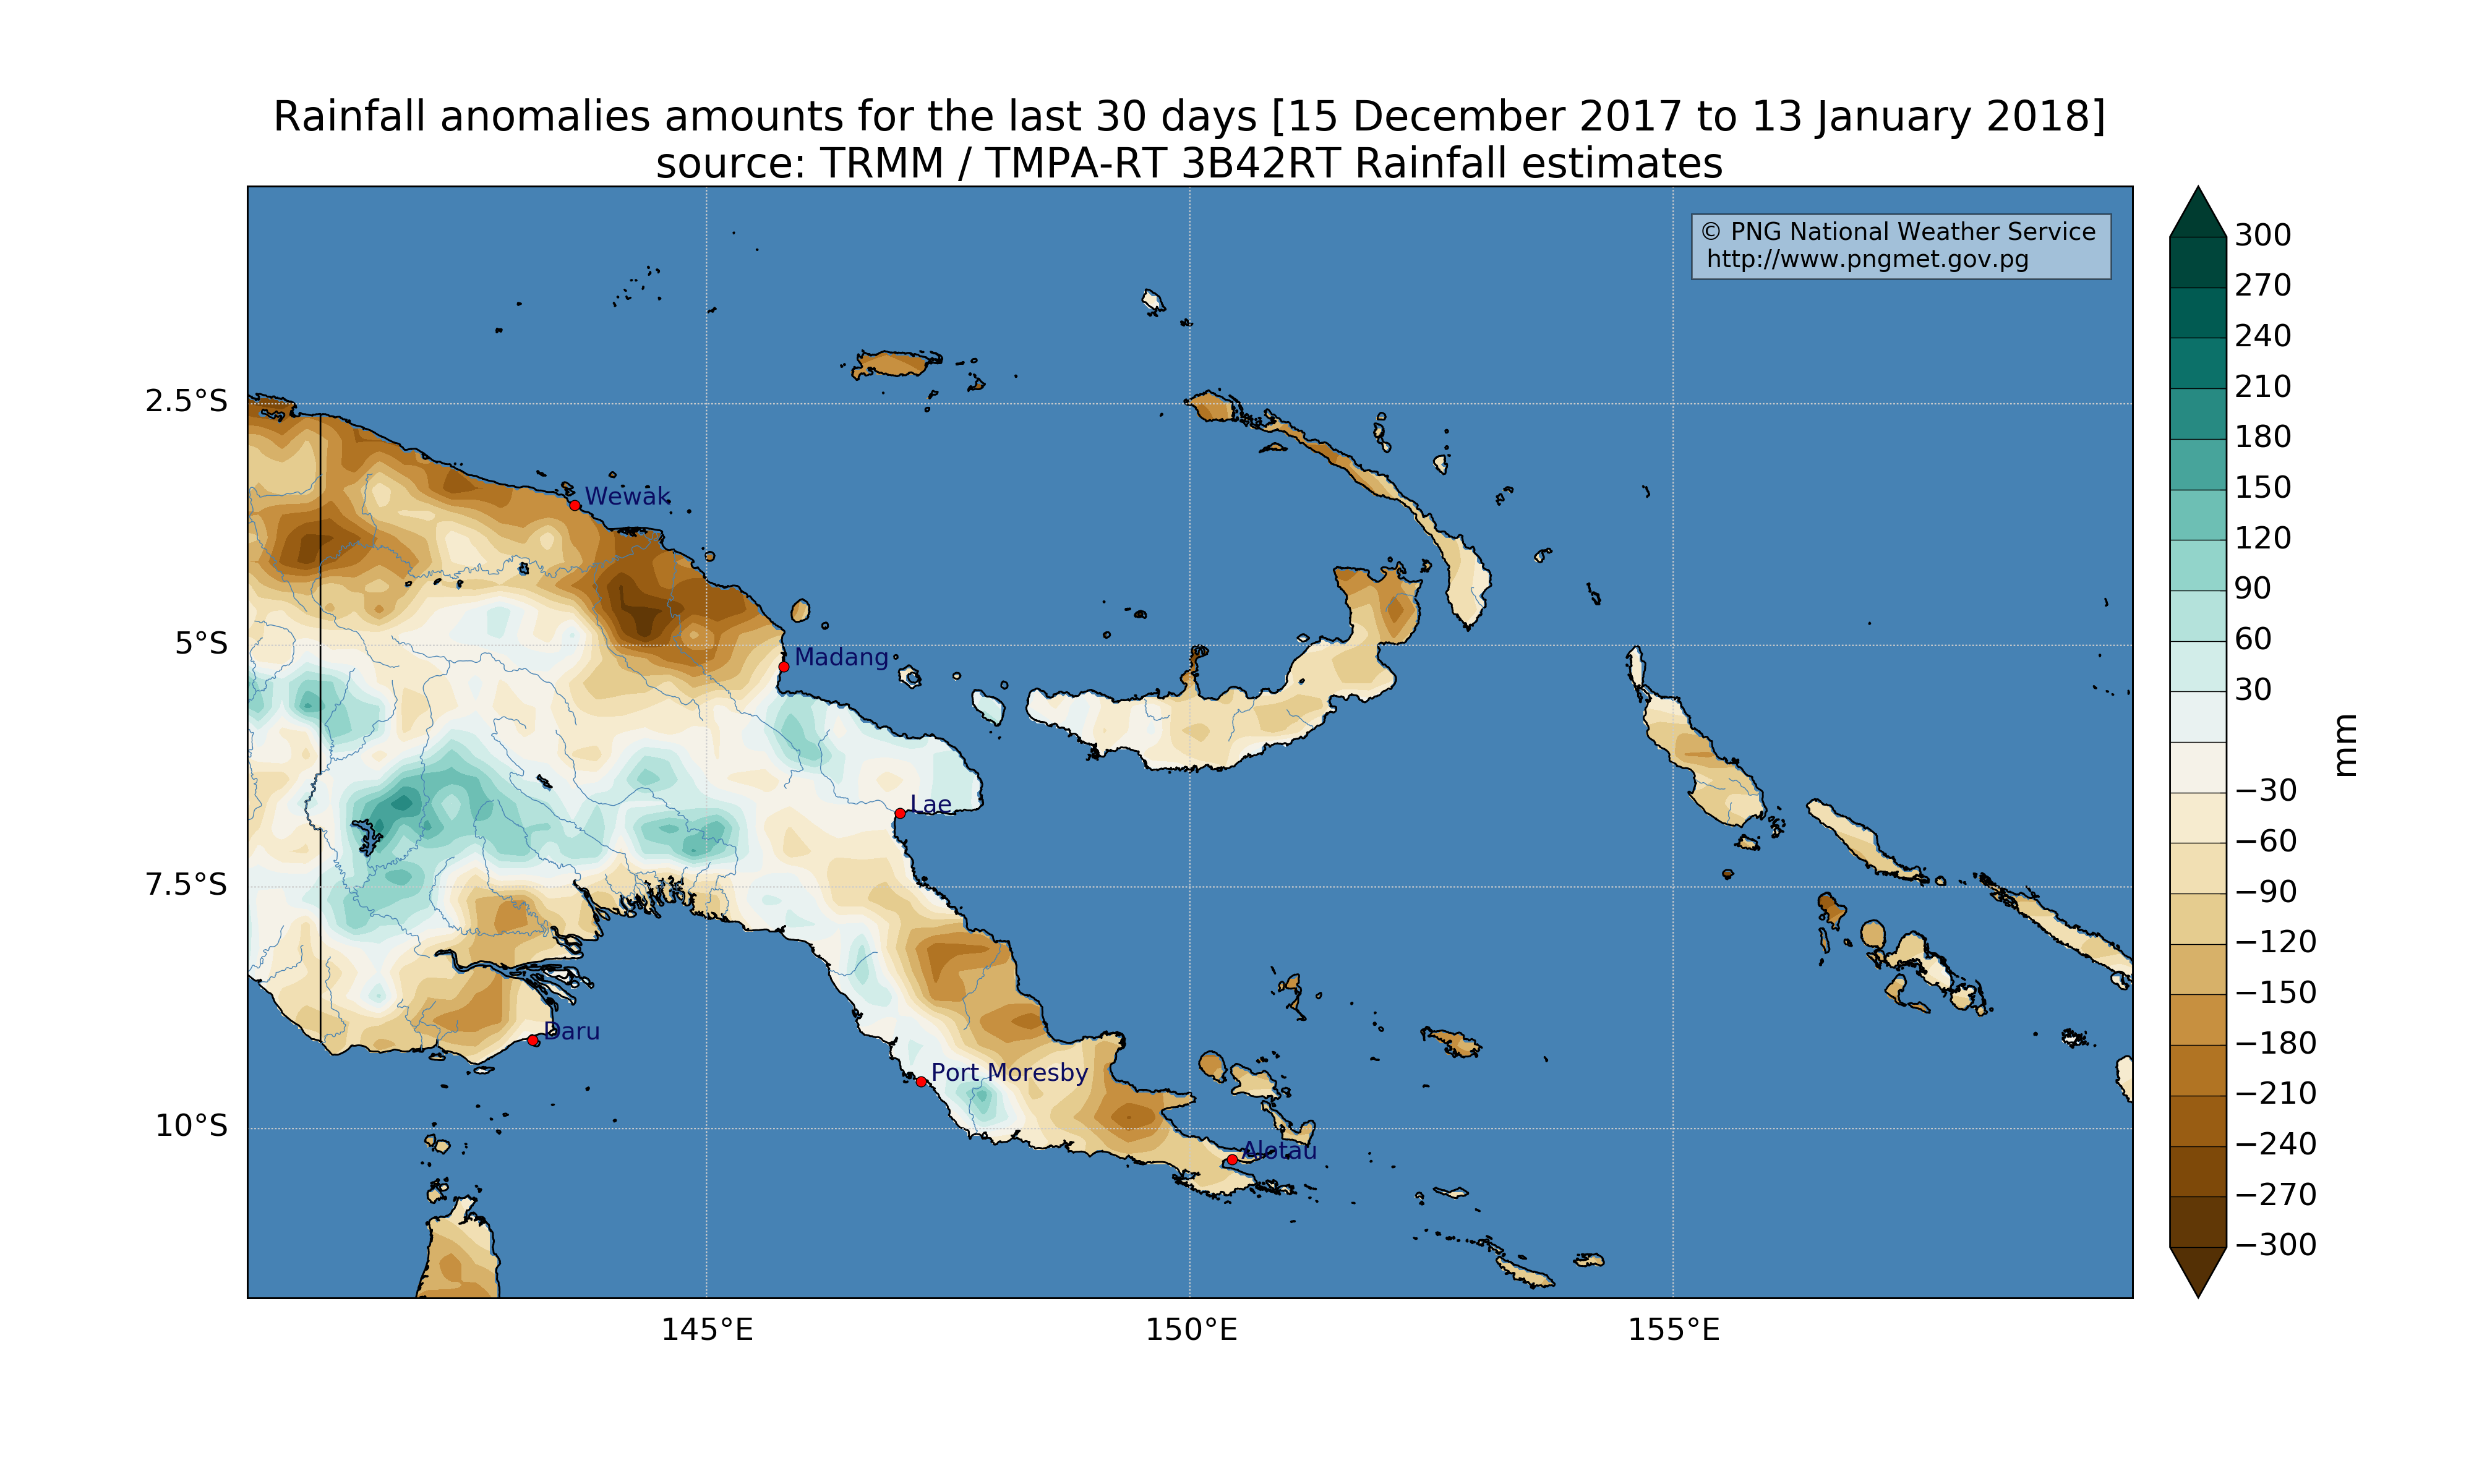 Rainfall anomalies amounts for the last 30 days [15 December 2017 to 13 January 2018]
source: TRMM / TMPA-RT 3B42RT Rainfall estimates
© PNG National Weather Service
http://www.pngmet.gov.pg
2.5°S
5°S
7.5°S
10°S
145°E
150°E
155°E
Wewak
Madang
Lae
Daru
Port Moresby
Alotau
300
270
240
210
180
150
120
90
60
30
−30
−60
−90
−120
−150
−180
−210
−240
−270
−300
mm